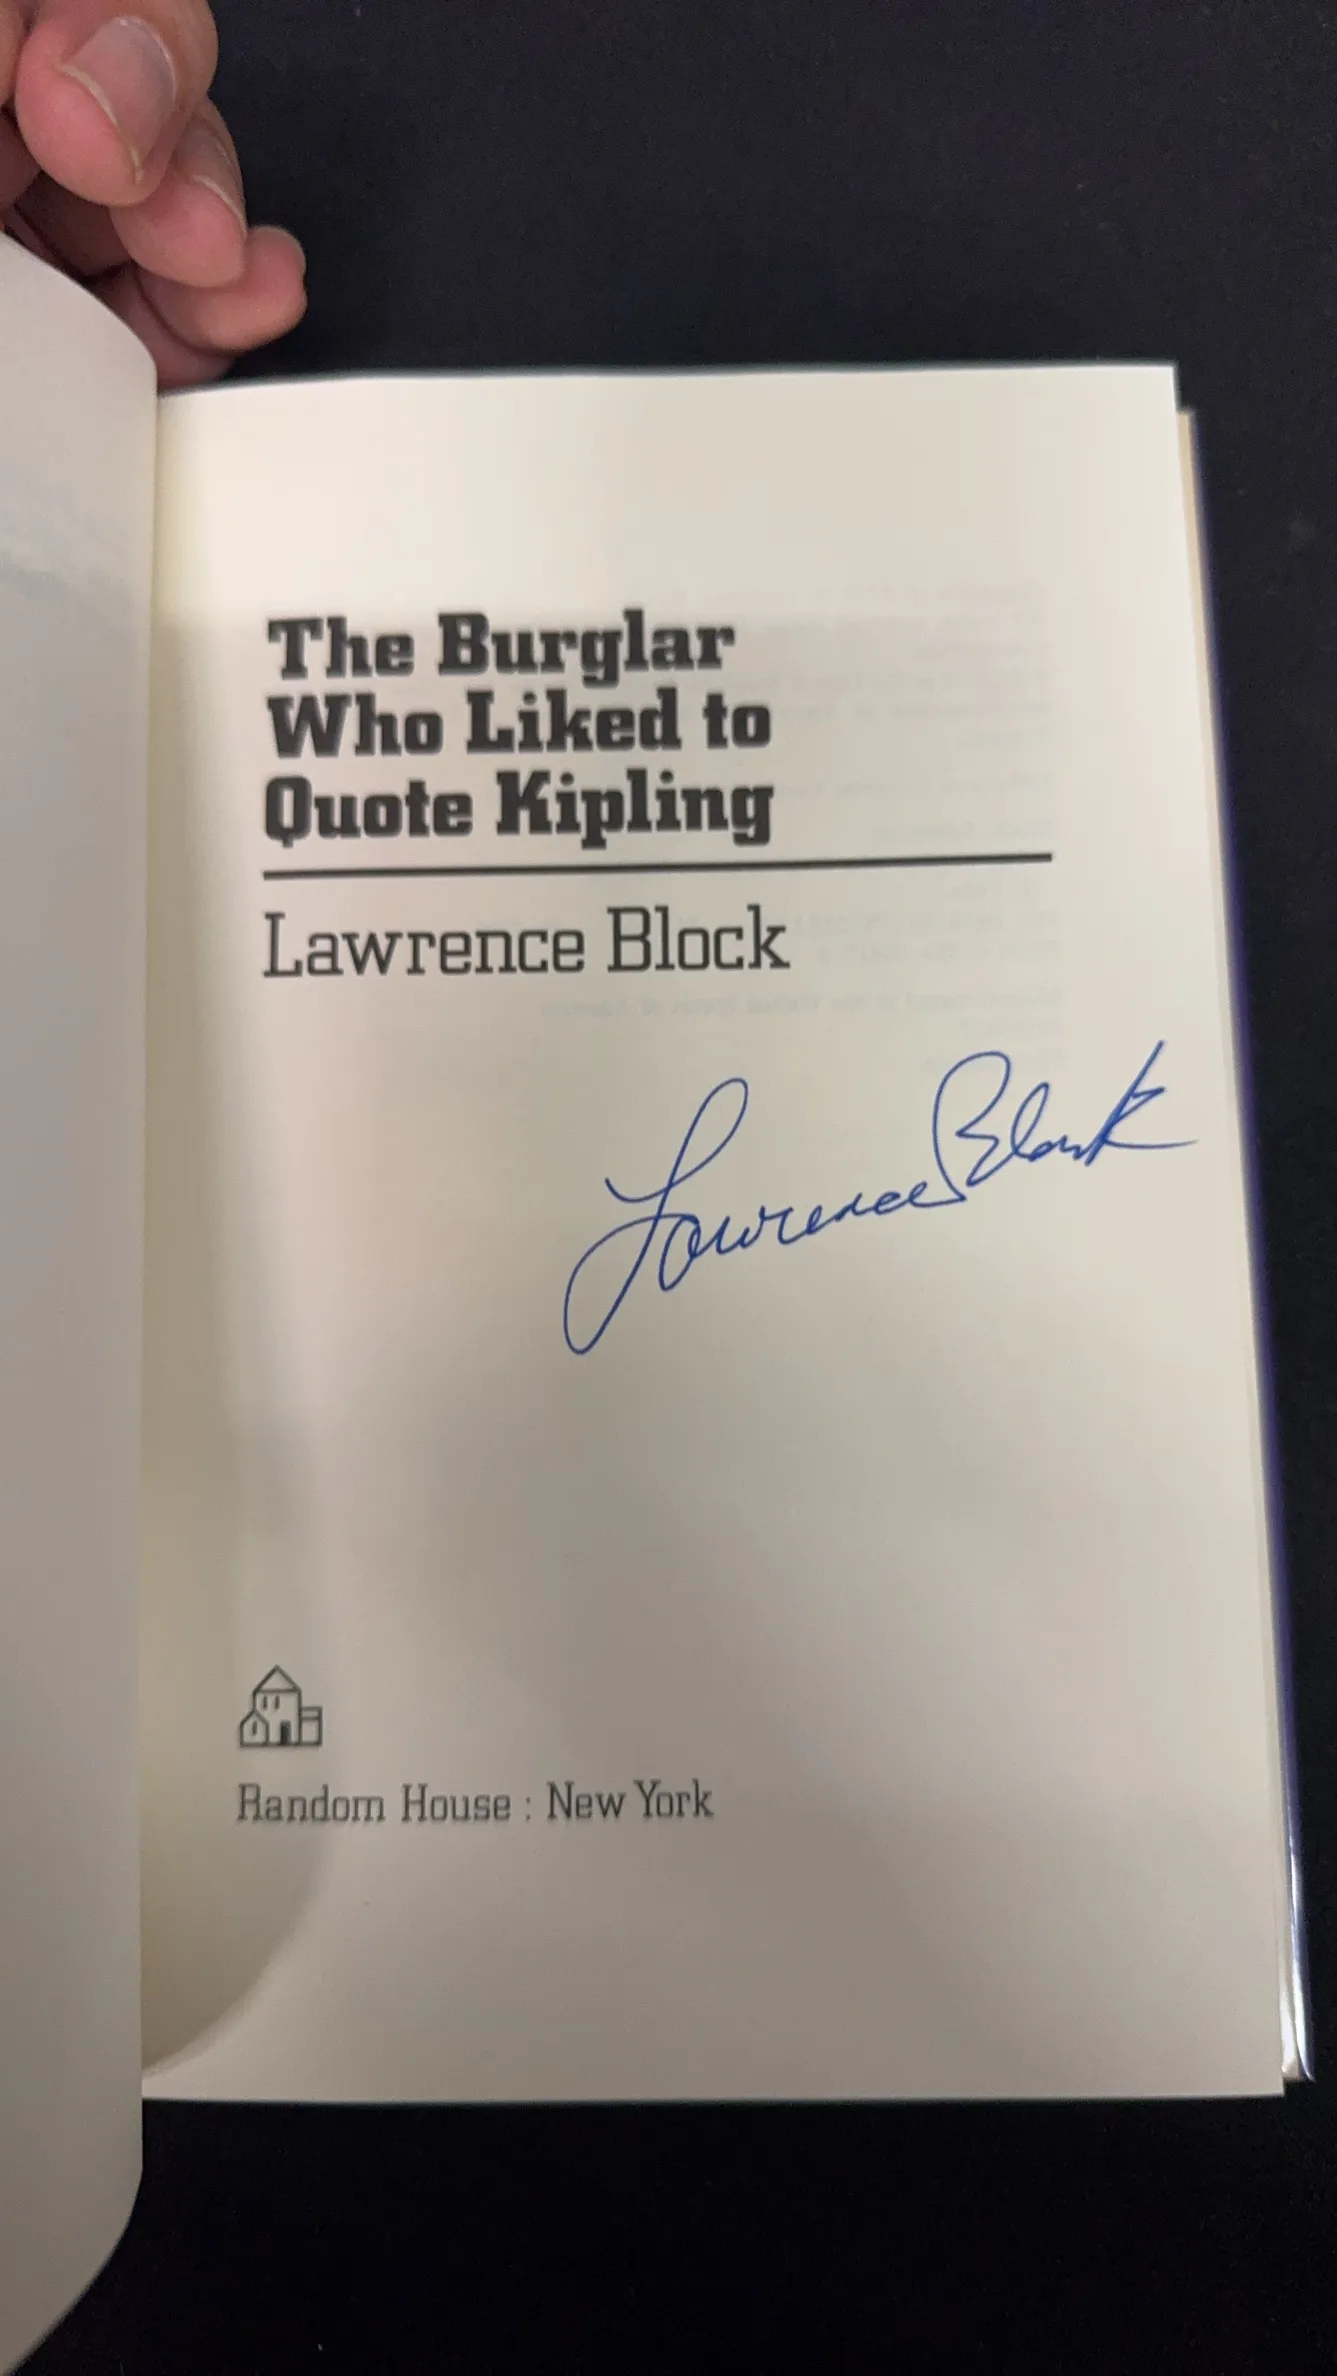 The Burglar
Who Liked to
Quote Kipling
Lawrence Block
Lawrence Block
Random House : New York